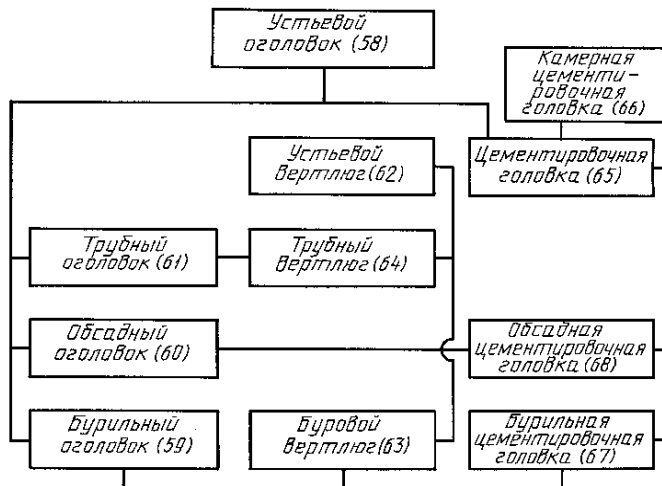 Устьевой
оголовок (58)
Камерная
цементи-
ровочная
головка (66)
Устьевой
вертлюг(62)
Цементировочная
головка (65)
Трубный
оголовок (61)
Трубный
вертлюг(64)
Обсадный
оголовок (60)
Обсадная
цементировочная
головка (68)
Бурильный
оголовок (59)
Буровой
вертлюг(63)
Бурильная
цементировочная
головка (67)